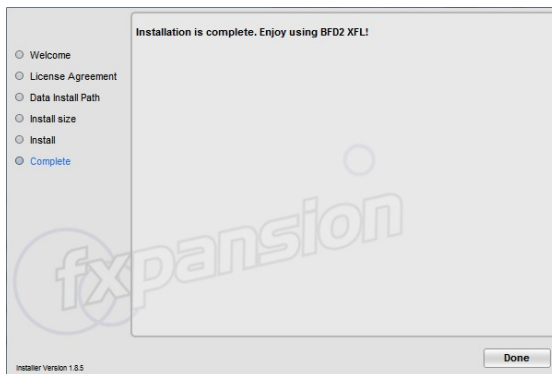 Installation is complete. Enjoy using BFD2 XFL!
Welcome
License Agreement
Data Install Path
Install size
Install
Complete
fxpansion
Done
Installer Version 1.8.5